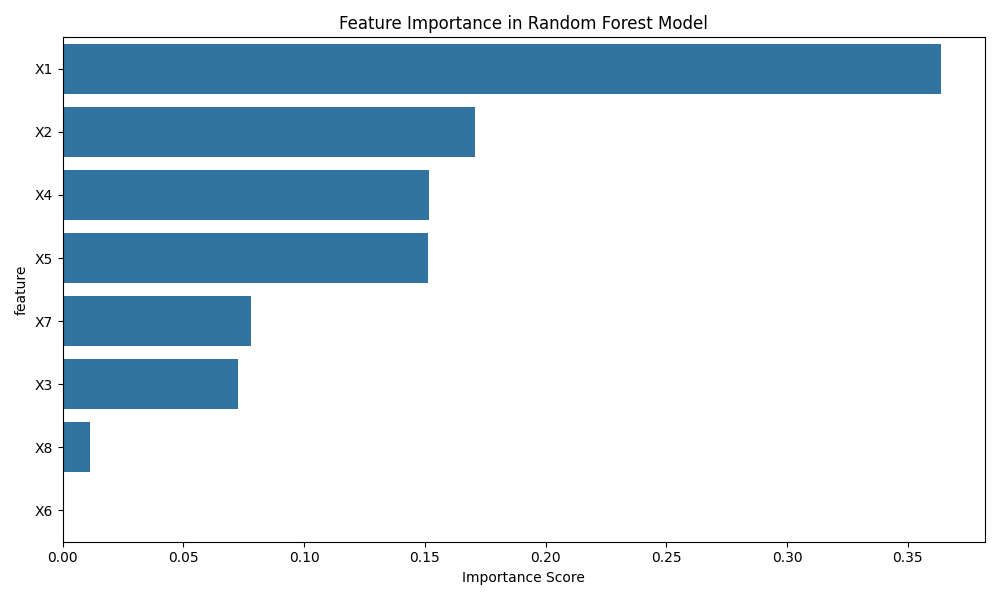 Feature Importance in Random Forest Model
X1
X2
X4
X5
X7
X3
X8
X6
feature
0.00 0.05 0.10 0.15 0.20 0.25 0.30 0.35
Importance Score